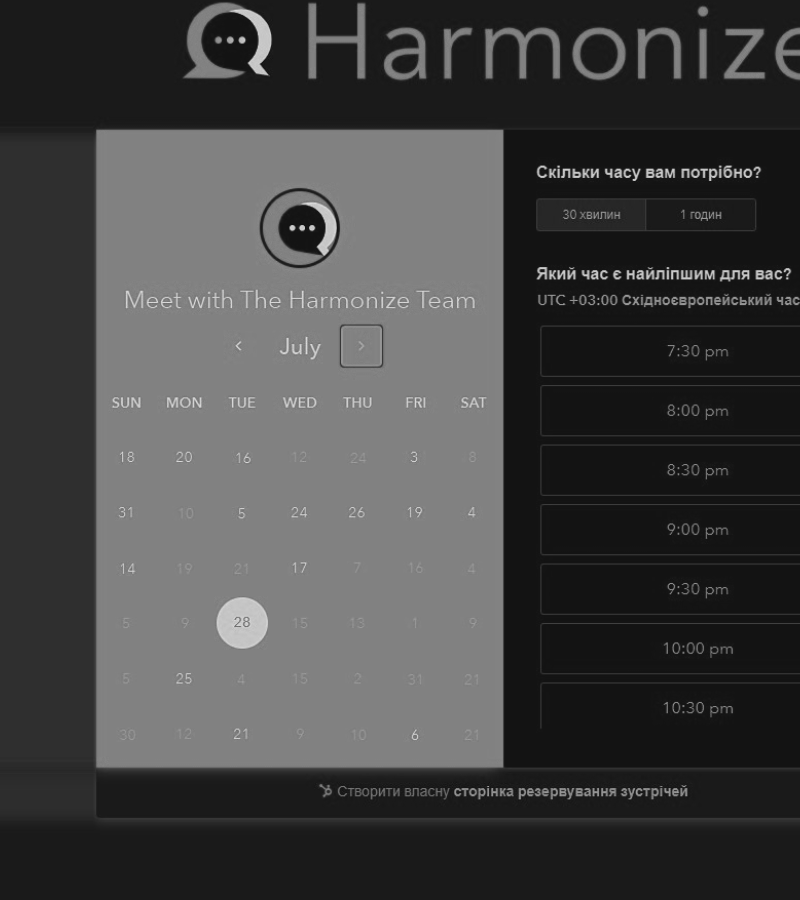 Harmonize
Meet with The Harmonize Team
July
SUN MON TUE WED THU FRI SAT
18 20 16 12 24 3 8
31 10 5 24 26 19 4
14 19 21 17 7 16 4
5 9 28 15 13 1 9
5 25 4 15 2 31 21
30 12 21 9 10 6 21
Скільки часу вам потрібно?
30 хвилин 1 годин
Який час є найліпшим для вас?
UTC +03:00 Східноєвропейський час
7:30 pm
8:00 pm
8:30 pm
9:00 pm
9:30 pm
10:00 pm
10:30 pm
Створити власну сторінка резервування зустрічей